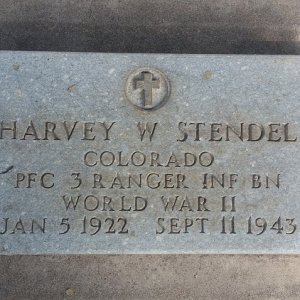 HARVEY W STENDEL
COLORADO
PFC 3 RANGER INF BN
WORLD WAR II
JAN 5 1922 SEPT 11 1943